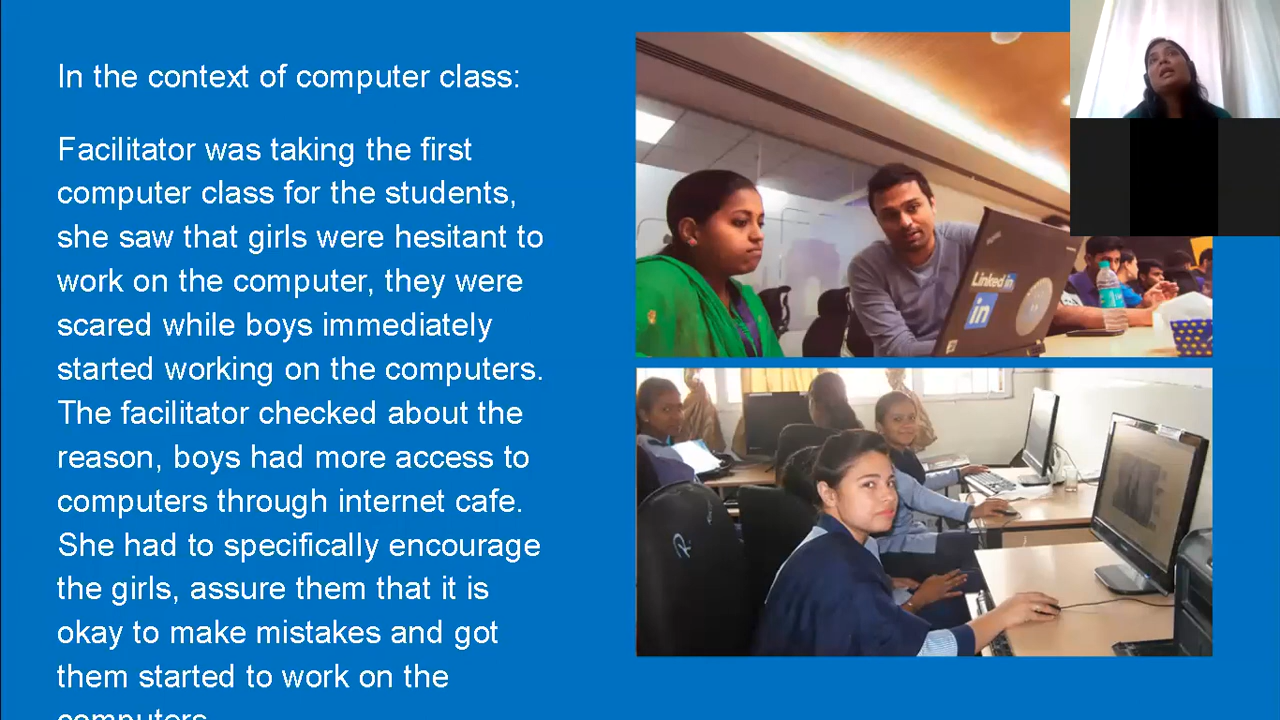 In the context of computer class:
Facilitator was taking the first
computer class for the students,
she saw that girls were hesitant to
work on the computer, they were
scared while boys immediately
started working on the computers.
The facilitator checked about the
reason, boys had more access to
computers through internet cafe.
She had to specifically encourage
the girls, assure them that it is
okay to make mistakes and got
them started to work on the
computers
Linked in
in